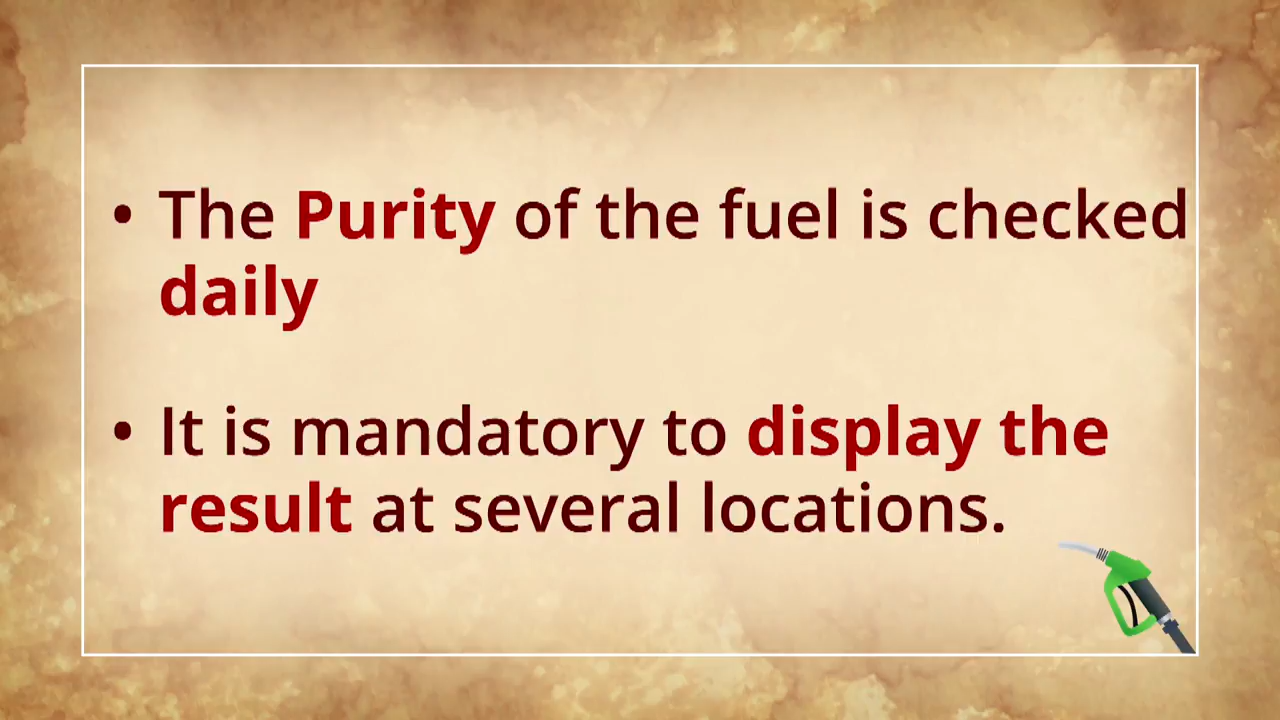 • The Purity of the fuel is checked
daily
• It is mandatory to display the
result at several locations.